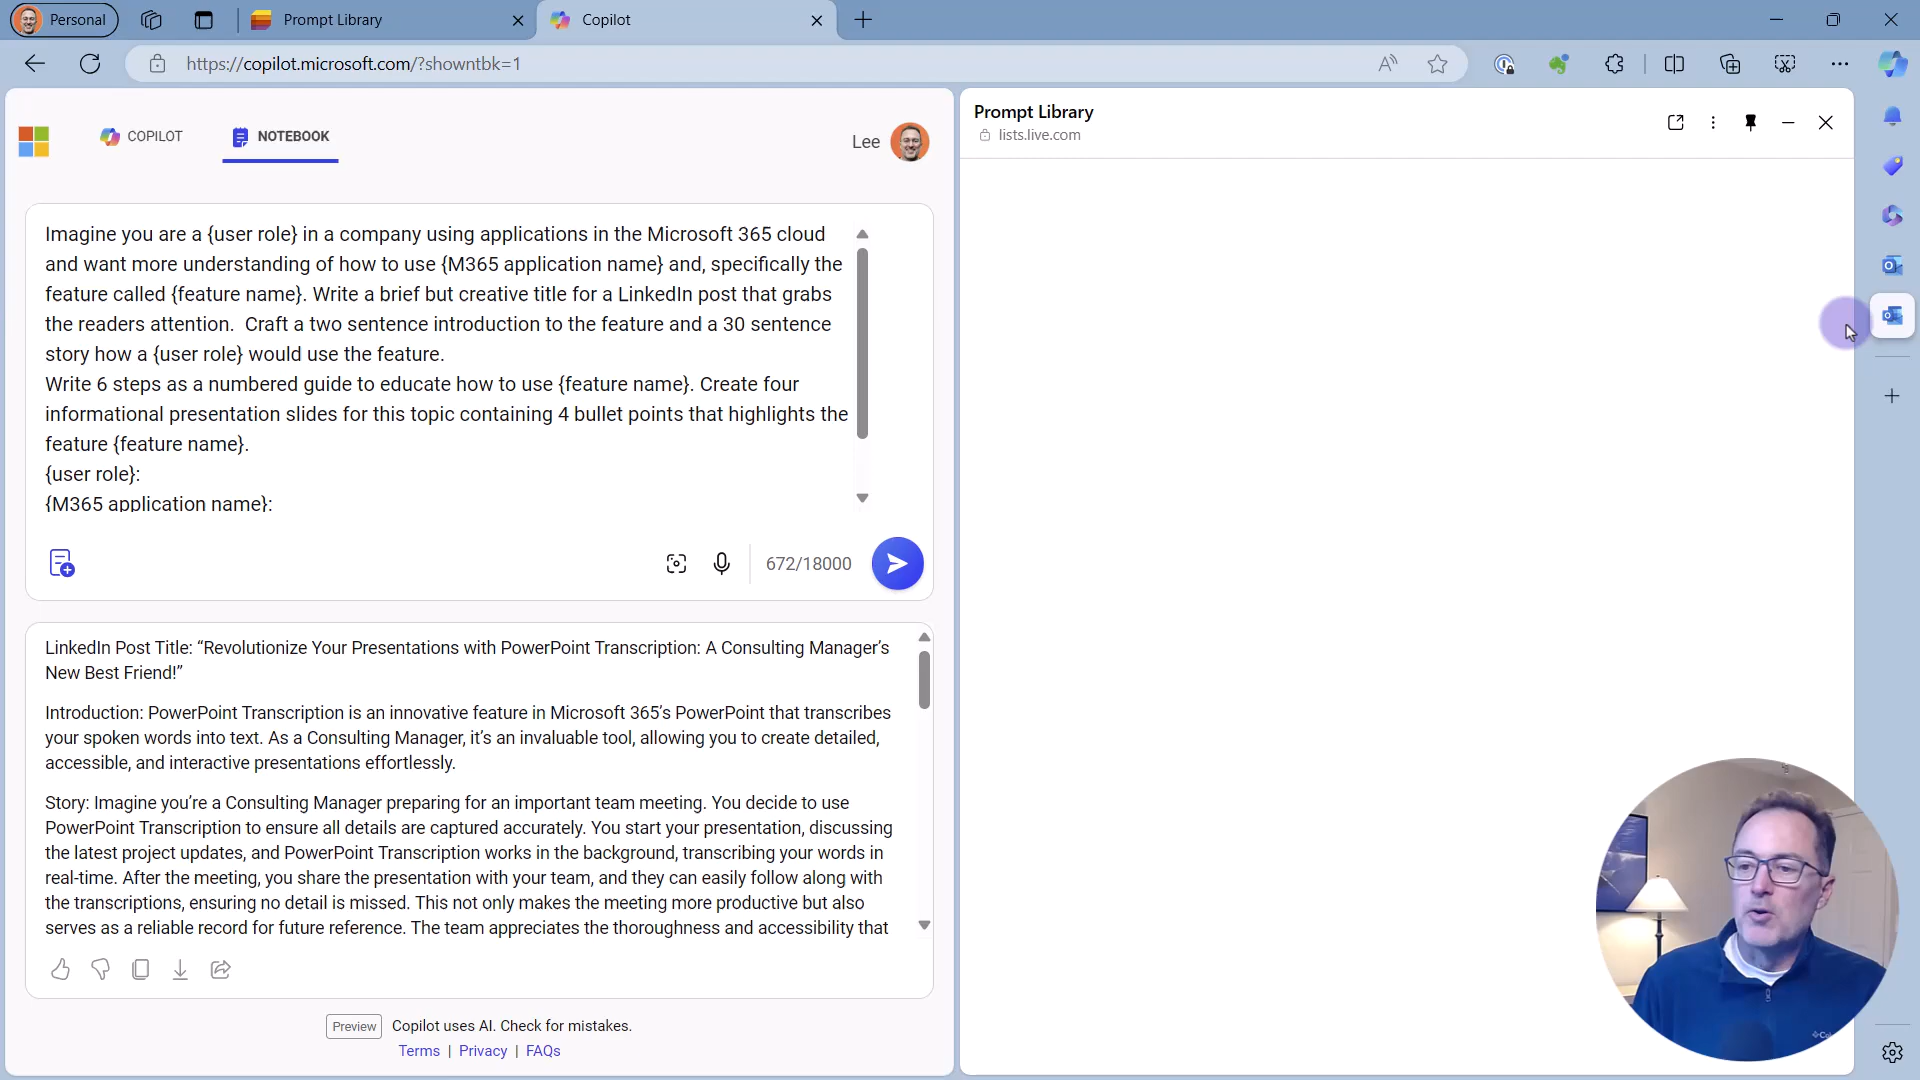 Personal
Prompt Library
Copilot
https://copilot.microsoft.com/?showntbk=1
COPILOT
NOTEBOOK
Lee
Imagine you are a {user role} in a company using applications in the Microsoft 365 cloud
and want more understanding of how to use {M365 application name} and, specifically the
feature called {feature name}. Write a brief but creative title for a LinkedIn post that grabs
the readers attention.  Craft a two sentence introduction to the feature and a 30 sentence
story how a {user role} would use the feature.
Write 6 steps as a numbered guide to educate how to use {feature name}. Create four
informational presentation slides for this topic containing 4 bullet points that highlights the
feature {feature name}.
{user role}:
{M365 application name}:
672/18000
LinkedIn Post Title: “Revolutionize Your Presentations with PowerPoint Transcription: A Consulting Manager’s
New Best Friend!”
Introduction: PowerPoint Transcription is an innovative feature in Microsoft 365’s PowerPoint that transcribes
your spoken words into text. As a Consulting Manager, it’s an invaluable tool, allowing you to create detailed,
accessible, and interactive presentations effortlessly.
Story: Imagine you’re a Consulting Manager preparing for an important team meeting. You decide to use
PowerPoint Transcription to ensure all details are captured accurately. You start your presentation, discussing
the latest project updates, and PowerPoint Transcription works in the background, transcribing your words in
real-time. After the meeting, you share the presentation with your team, and they can easily follow along with
the transcriptions, ensuring no detail is missed. This not only makes the meeting more productive but also
serves as a reliable record for future reference. The team appreciates the thoroughness and accessibility that
Preview Copilot uses AI. Check for mistakes.
Terms | Privacy | FAQs
Prompt Library
lists.live.com